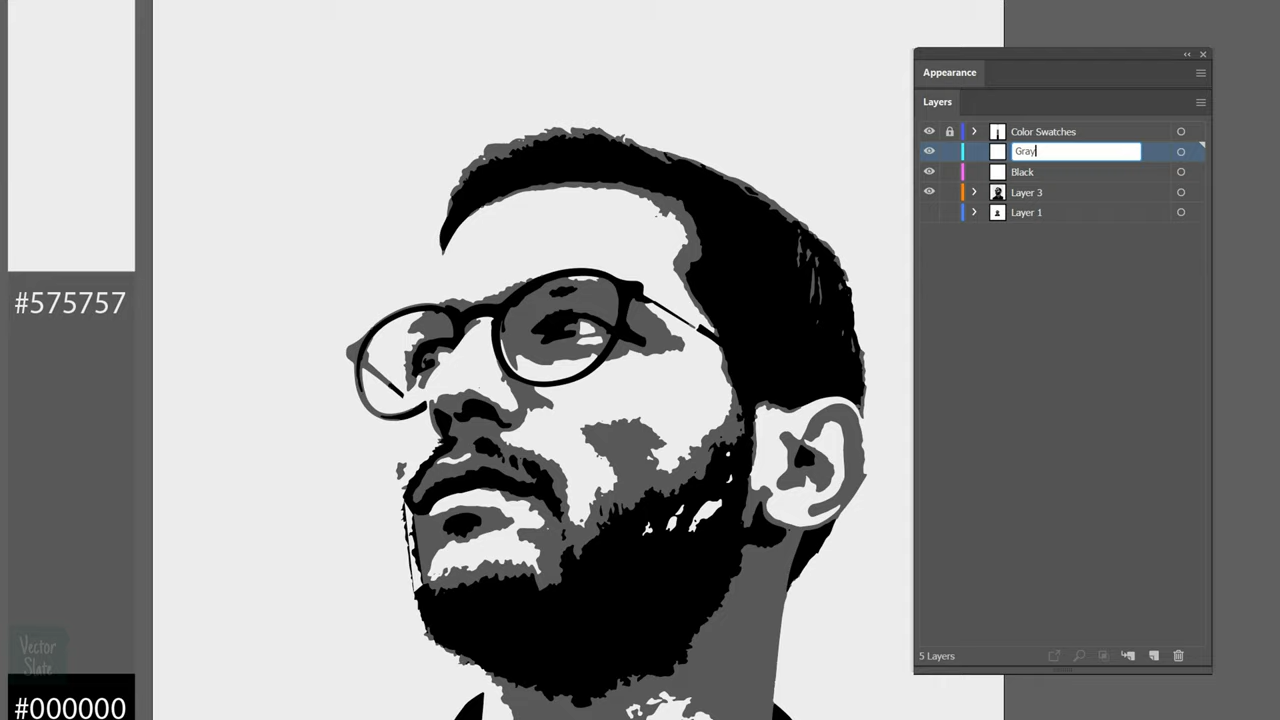 Appearance
Layers
Color Swatches
Gray
Black
Layer 3
Layer 1
5 Layers
#575757
Vector
Slate
#000000